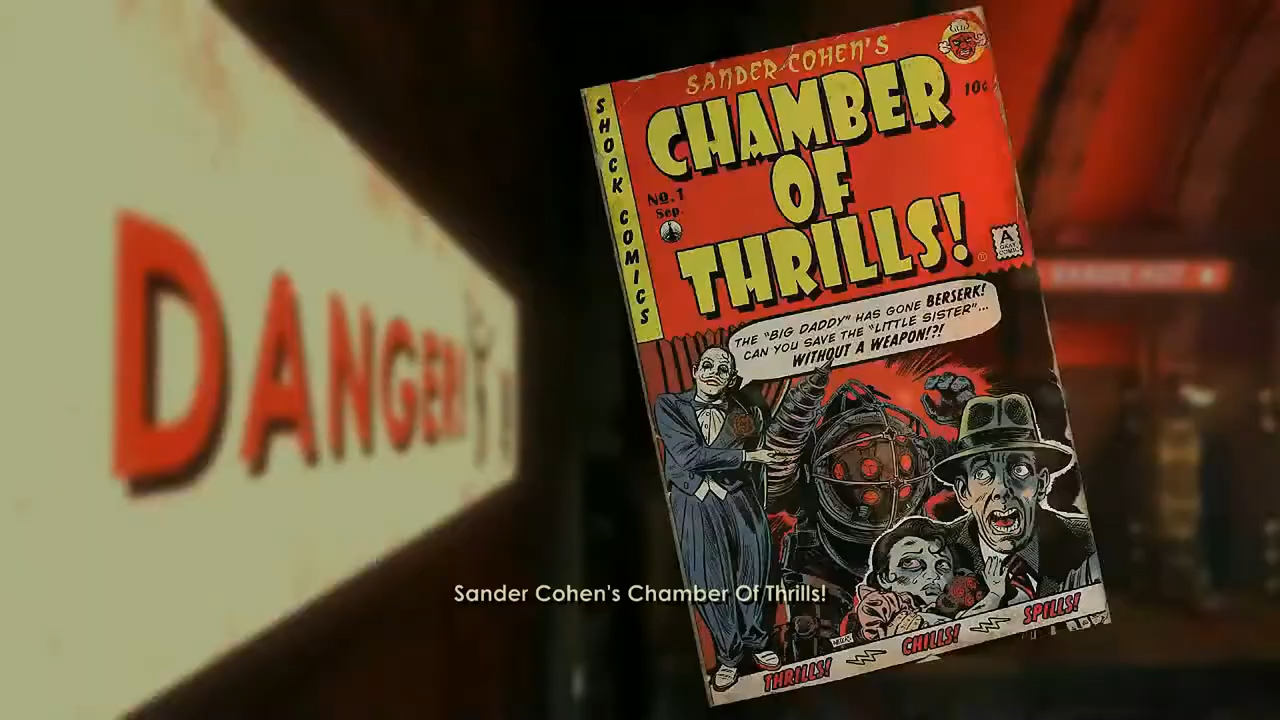 DANGER!
SANDER COHEN'S
CHAMBER
OF
THRILLS!
10¢
SHOCK COMICS
No. 1
Sep.
A
THE "BIG DADDY" HAS GONE BERSERK!
CAN YOU SAVE THE "LITTLE SISTER"...
WITHOUT A WEAPON!?!
Sander Cohen's Chamber Of Thrills!
THRILLS! CHILLS! SPILLS!